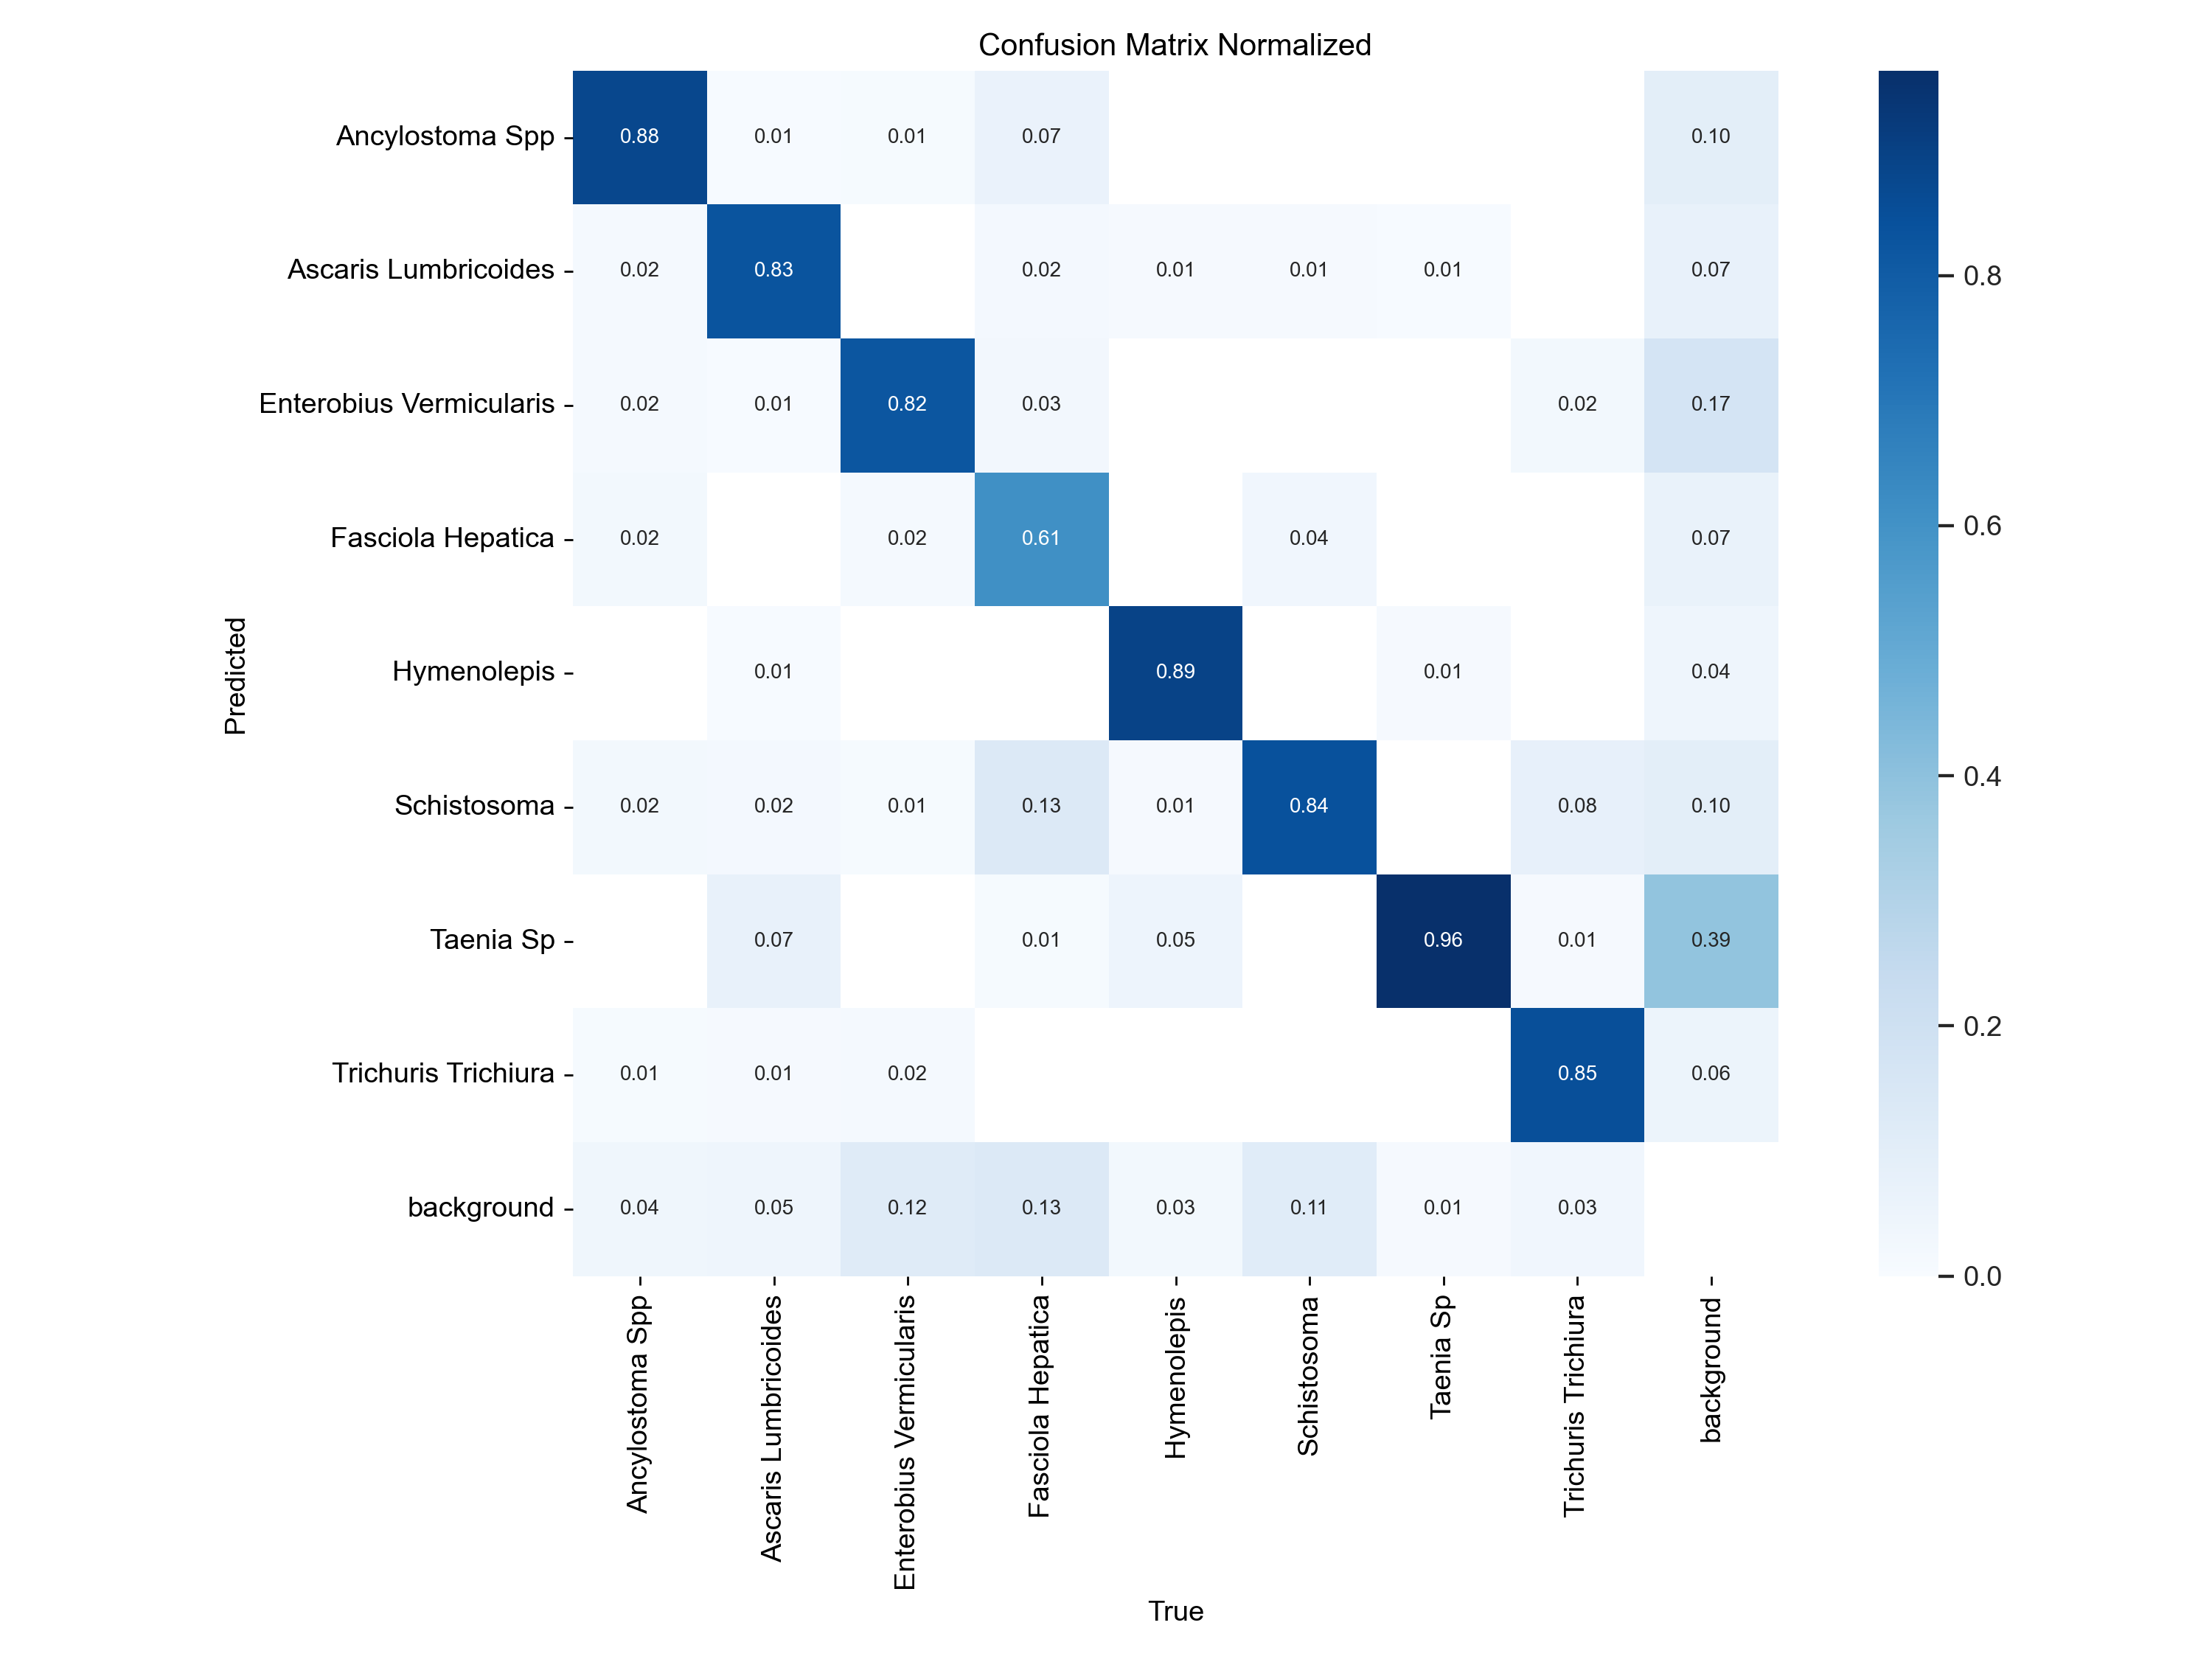 Confusion Matrix Normalized
Ancylostoma Spp 0.88 0.01 0.01 0.07 0.10
Ascaris Lumbricoides 0.02 0.83 0.02 0.01 0.01 0.01 0.07
Enterobius Vermicularis 0.02 0.01 0.82 0.03 0.02 0.17
Fasciola Hepatica 0.02 0.02 0.61 0.04 0.07
Hymenolepis 0.01 0.89 0.01 0.04
Schistosoma 0.02 0.02 0.01 0.13 0.01 0.84 0.08 0.10
Taenia Sp 0.07 0.01 0.05 0.96 0.01 0.39
Trichuris Trichiura 0.01 0.01 0.02 0.85 0.06
background 0.04 0.05 0.12 0.13 0.03 0.11 0.01 0.03
Predicted
Ancylostoma Spp
Ascaris Lumbricoides
Enterobius Vermicularis
Fasciola Hepatica
Hymenolepis
Schistosoma
Taenia Sp
Trichuris Trichiura
background
True
0.8
0.6
0.4
0.2
0.0